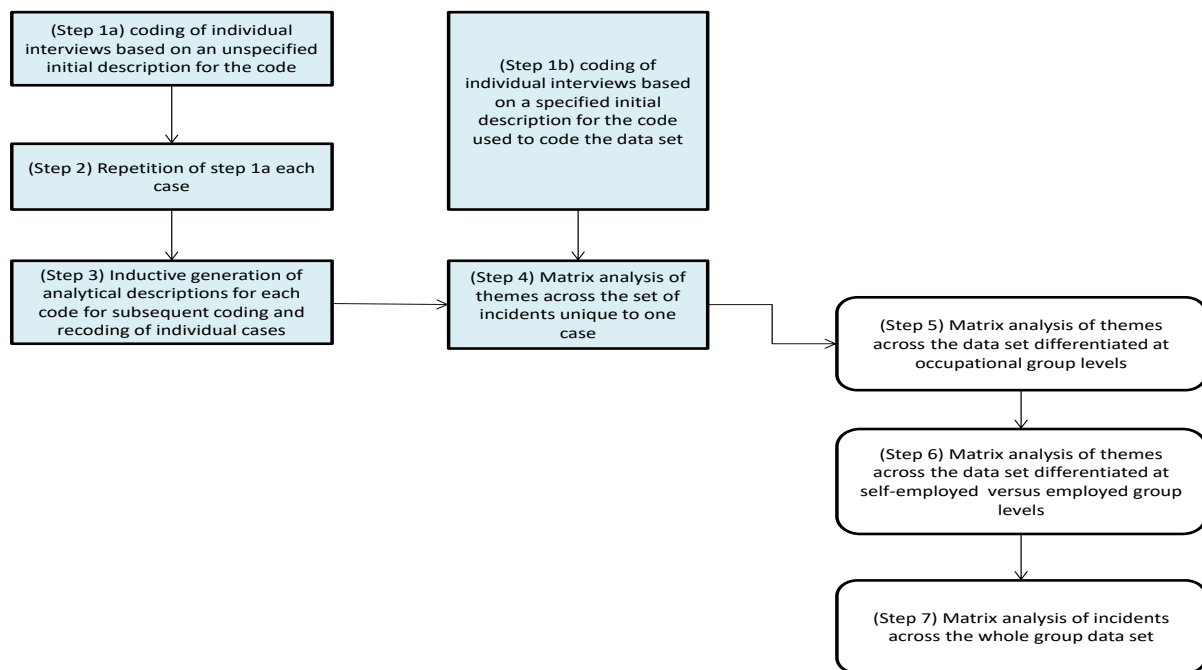 (Step 1a) coding of individual
interviews based on an unspecified
initial description for the code
(Step 1b) coding of
individual interviews based
on a specified initial
description for the code
used to code the data set
(Step 2) Repetition of step 1a each
case
(Step 3) Inductive generation of
analytical descriptions for each
code for subsequent coding and
recoding of individual cases
(Step 4) Matrix analysis of
themes across the set of
incidents unique to one
case
(Step 5) Matrix analysis of themes
across the data set differentiated at
occupational group levels
(Step 6) Matrix analysis of themes
across the data set differentiated at
self-employed versus employed group
levels
(Step 7) Matrix analysis of incidents
across the whole group data set